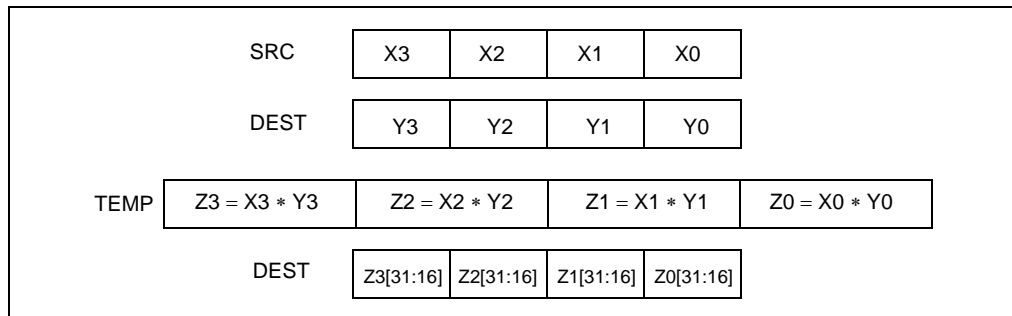 SRC X3 X2 X1 X0
DEST Y3 Y2 Y1 Y0
TEMP Z3 = X3 ∗ Y3 Z2 = X2 ∗ Y2 Z1 = X1 ∗ Y1 Z0 = X0 ∗ Y0
DEST Z3[31:16] Z2[31:16] Z1[31:16] Z0[31:16]